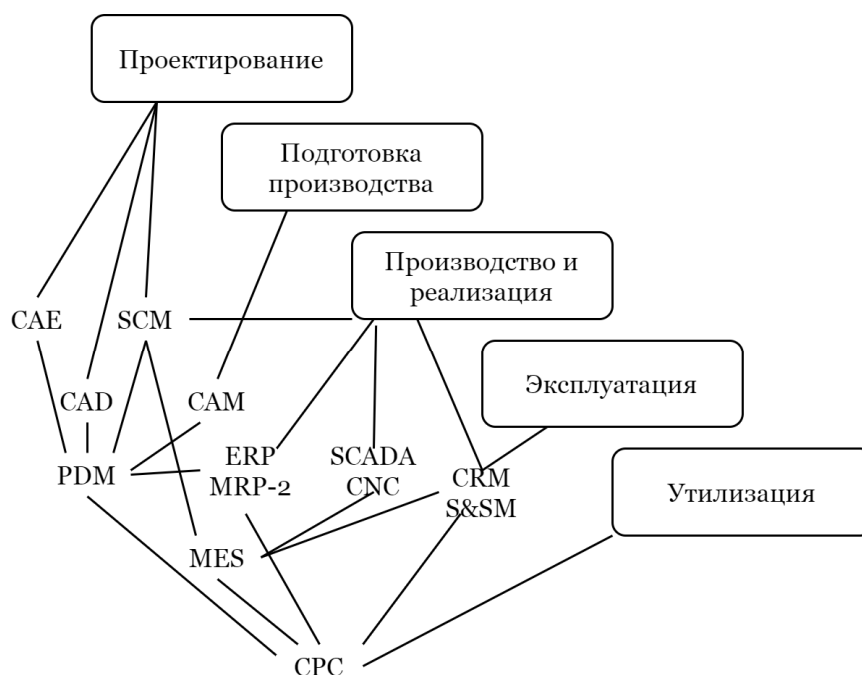 Проектирование
Подготовка
производства
Производство и
реализация
CAE
SCM
Эксплуатация
CAD
CAM
ERP
MRP-2
SCADA
CNC
PDM
CRM
S&SM
Утилизация
MES
CPC